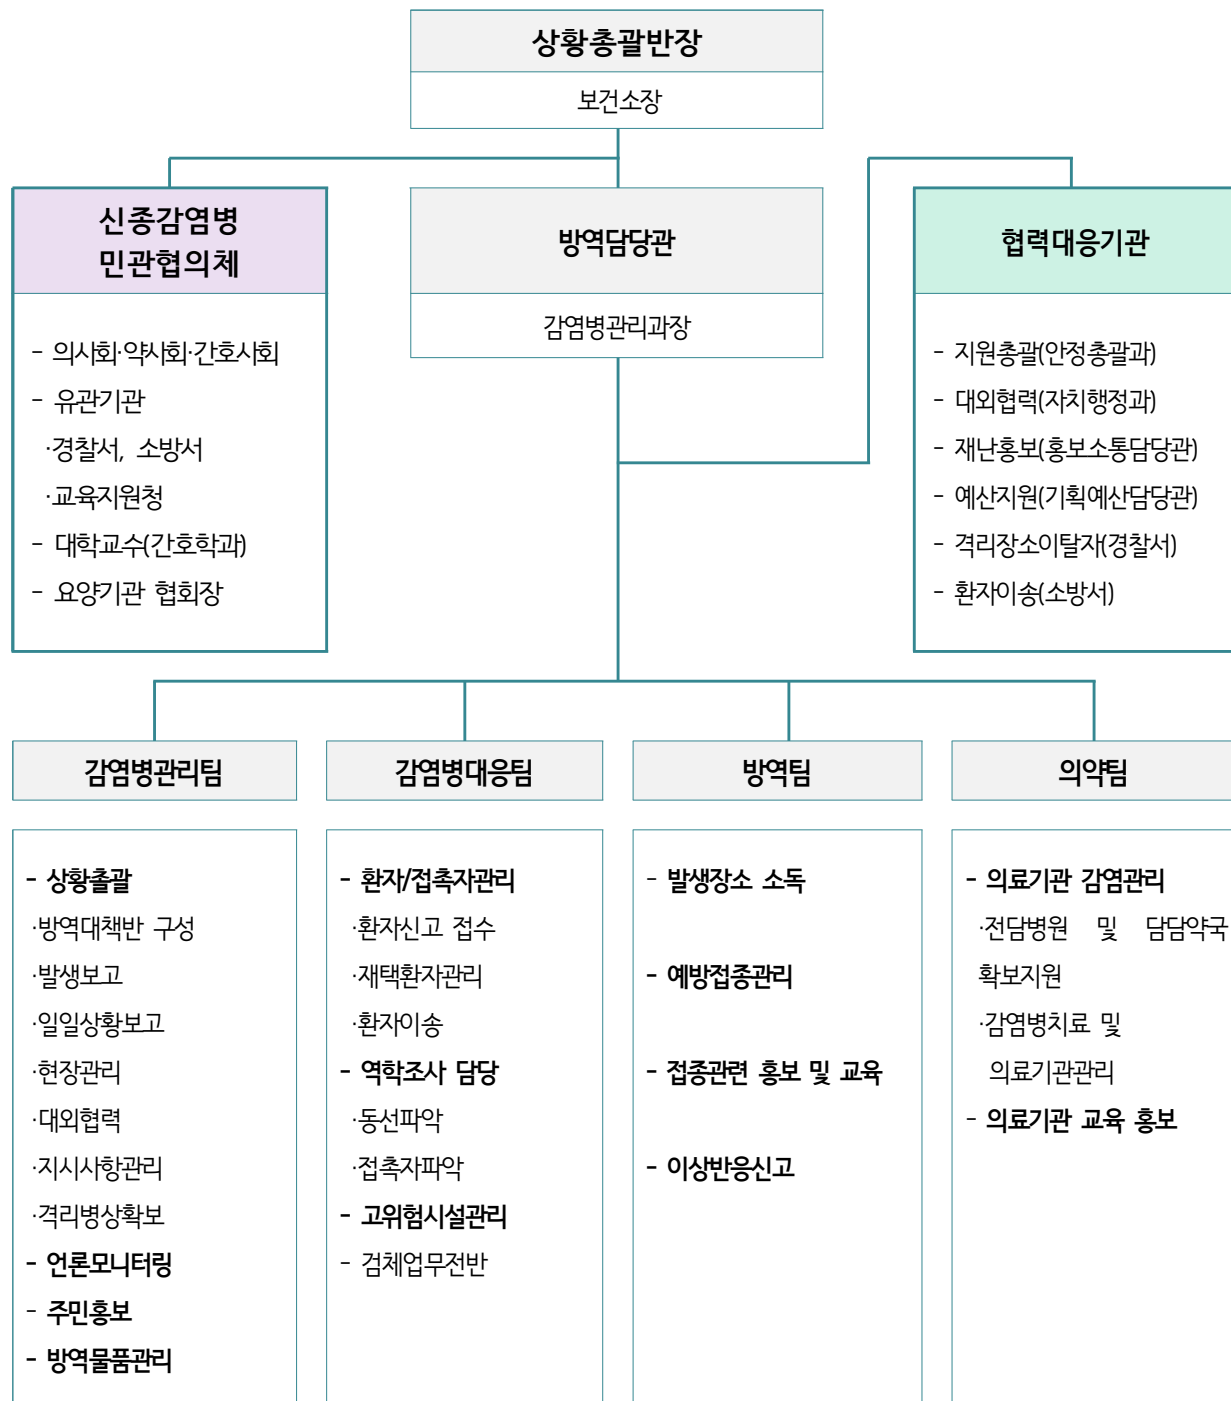 상황총괄반장
보건소장
신종감염병
민관협의체
- 의사회·약사회·간호사회
- 유관기관
·경찰서, 소방서
·교육지원청
- 대학교수(간호학과)
- 요양기관 협회장
방역담당관
감염병관리과장
협력대응기관
- 지원총괄(안정총괄과)
- 대외협력(자치행정과)
- 재난홍보(홍보소통담당관)
- 예산지원(기획예산담당관)
- 격리장소이탈자(경찰서)
- 환자이송(소방서)
감염병관리팀
- 상황총괄
·방역대책반 구성
·발생보고
·일일상황보고
·현장관리
·대외협력
·지시사항관리
·격리병상확보
- 언론모니터링
- 주민홍보
- 방역물품관리
감염병대응팀
- 환자/접촉자관리
·환자신고 접수
·재택환자관리
·환자이송
- 역학조사 담당
·동선파악
·접촉자파악
- 고위험시설관리
- 검체업무전반
방역팀
- 발생장소 소독
- 예방접종관리
- 접종관련 홍보 및 교육
- 이상반응신고
의약팀
- 의료기관 감염관리
·전담병원 및 담담약국
확보지원
·감염병치료 및
의료기관관리
- 의료기관 교육 홍보